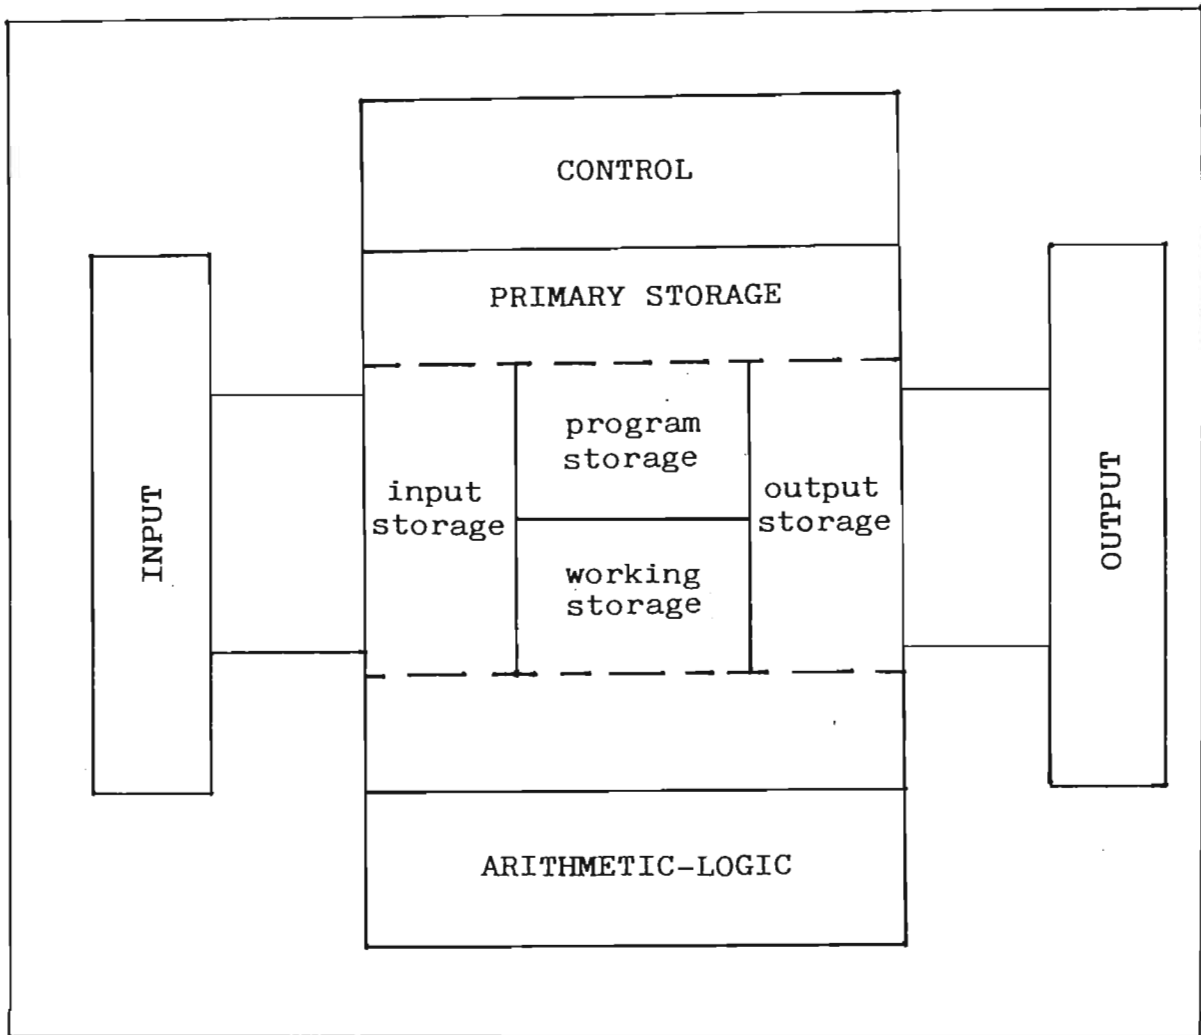 CONTROL
PRIMARY STORAGE
INPUT
input
storage
program
storage
working
storage
output
storage
OUTPUT
ARITHMETIC-LOGIC